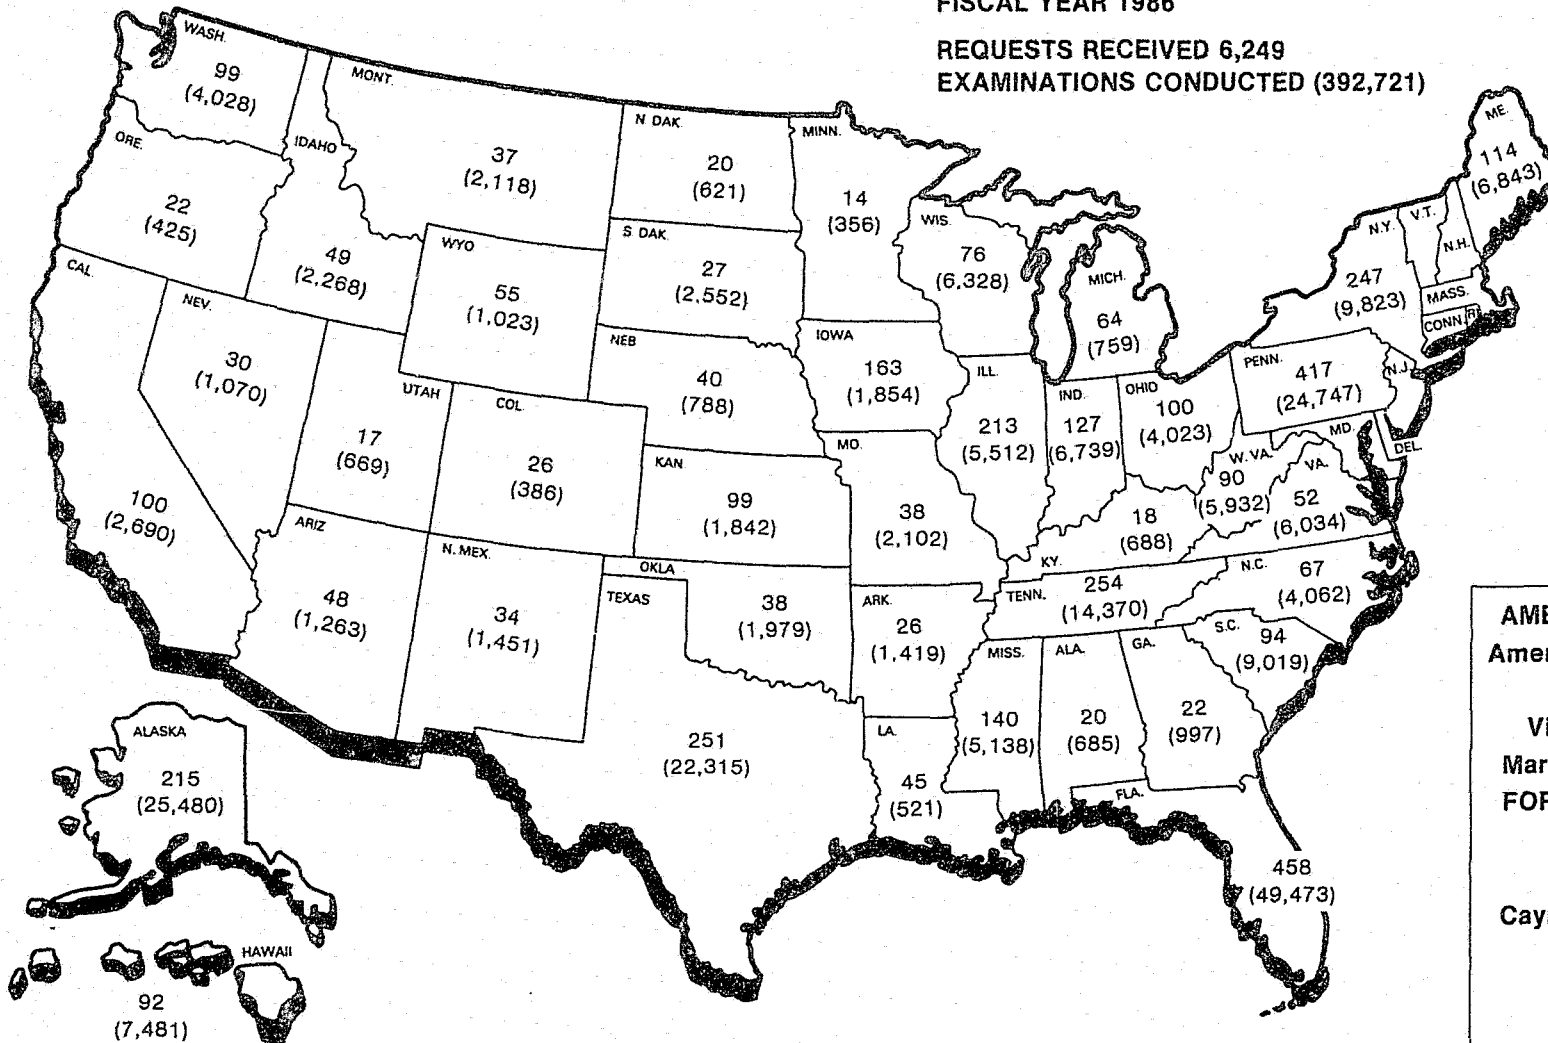 FISCAL YEAR 1986
REQUESTS RECEIVED 6,249
EXAMINATIONS CONDUCTED (392,721)
WASH.
99
(4,028)
ORE.
22
(425)
IDAHO
49
(2,268)
MONT.
37
(2,118)
N DAK.
20
(621)
MINN.
14
(356)
WIS.
76
(6,328)
MICH.
64
(759)
ME.
114
(6,843)
V.T.
N.H.
N.Y.
247
(9,823)
MASS.
CONN.
CAL.
100
(2,690)
NEV.
30
(1,070)
WYO
55
(1,023)
S DAK.
27
(2,552)
NEB
40
(788)
IOWA
163
(1,854)
ILL.
213
(5,512)
IND.
127
(6,739)
OHIO
100
(4,023)
PENN.
417
(24,747)
N.J.
MD.
DEL.
UTAH
17
(669)
COL.
26
(386)
KAN
99
(1,842)
MO.
38
(2,102)
KY.
18
(688)
W.VA.
90
(5,932)
VA.
52
(6,034)
ARIZ
48
(1,263)
N. MEX.
34
(1,451)
OKLA
38
(1,979)
TEXAS
251
(22,315)
ARK.
26
(1,419)
TENN.
254
(14,370)
N.C.
67
(4,062)
S.C.
94
(9,019)
MISS.
140
(5,138)
ALA.
20
(685)
GA.
22
(997)
LA.
45
(521)
FLA.
458
(49,473)
ALASKA
215
(25,480)
HAWAII
92
(7,481)
AME
Amer
Vi
Mar
FOR
Cay